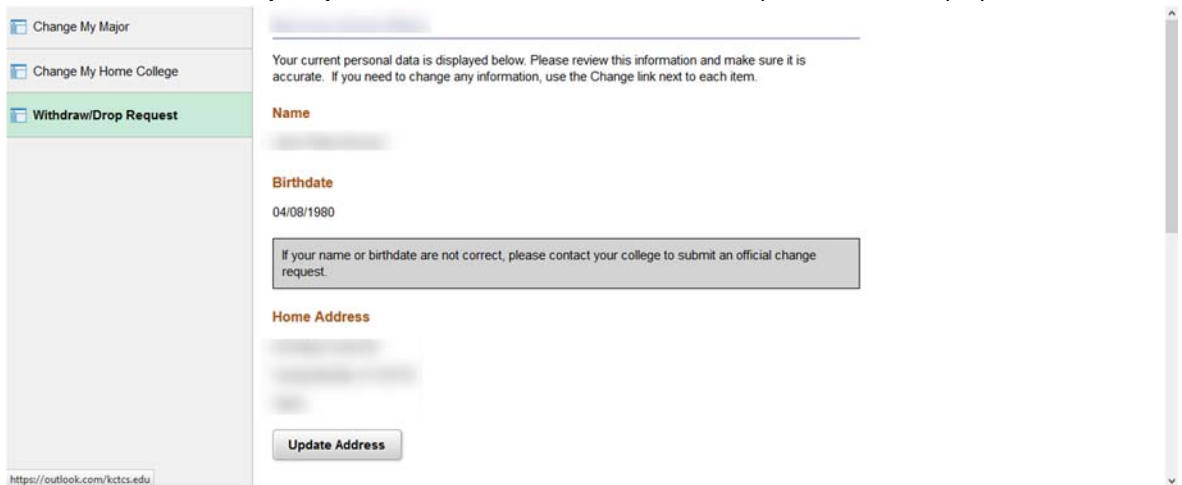 Change My Major
Change My Home College
Withdraw/Drop Request
Your current personal data is displayed below. Please review this information and make sure it is
accurate. If you need to change any information, use the Change link next to each item.
Name
Birthdate
04/08/1980
If your name or birthdate are not correct, please contact your college to submit an official change
request.
Home Address
Update Address
https://outlook.com/kctcs.edu